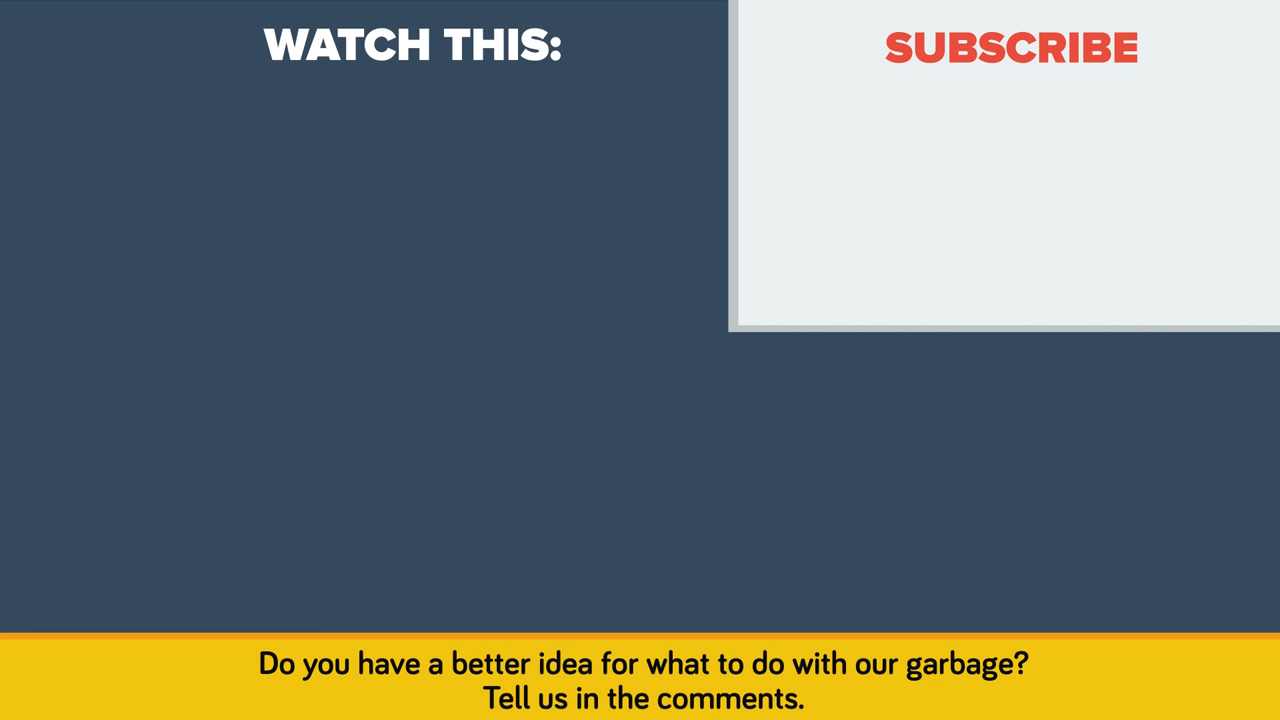 WATCH THIS:
SUBSCRIBE
Do you have a better idea for what to do with our garbage?
Tell us in the comments.